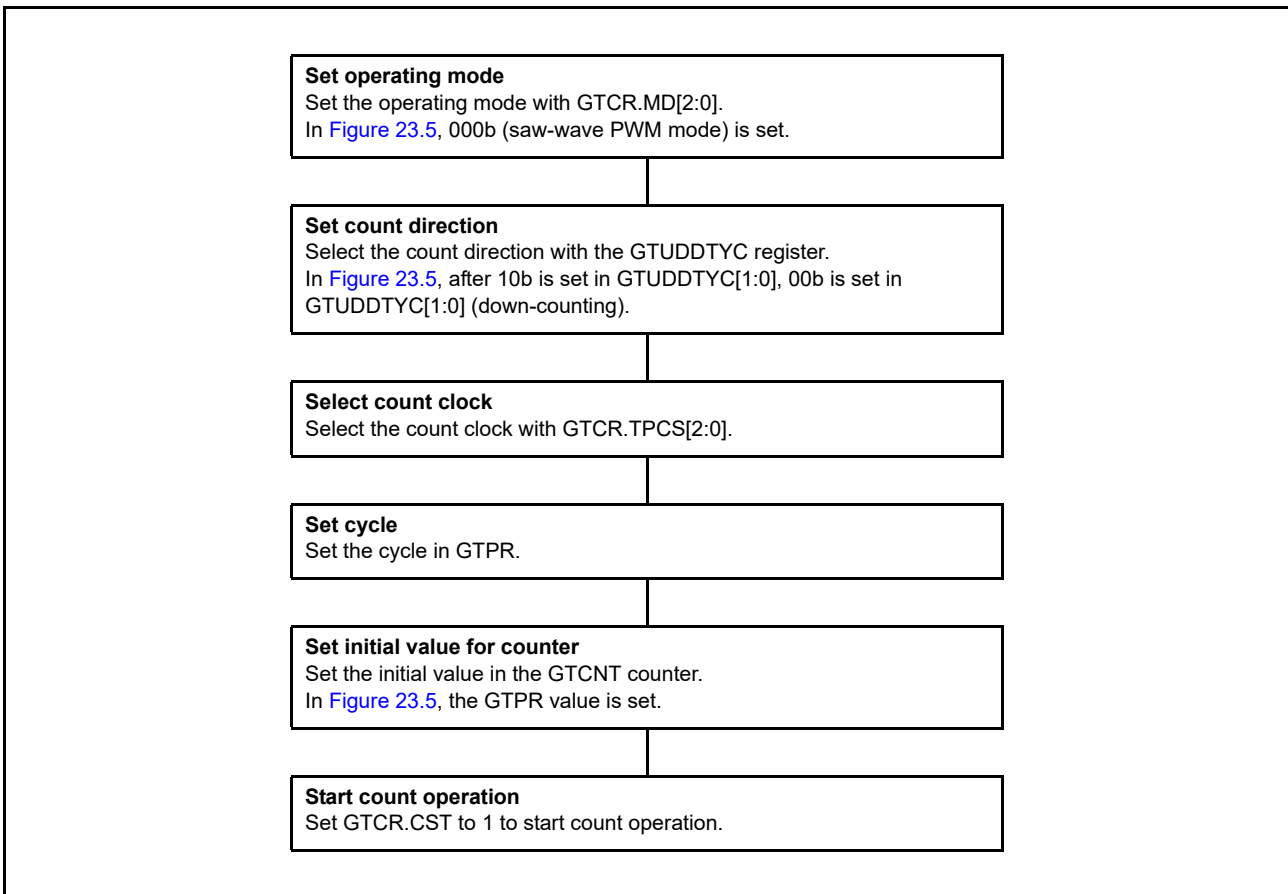 Set operating mode
Set the operating mode with GTCR.MD[2:0].
In Figure 23.5, 000b (saw-wave PWM mode) is set.
Set count direction
Select the count direction with the GTUDDTYC register.
In Figure 23.5, after 10b is set in GTUDDTYC[1:0], 00b is set in
GTUDDTYC[1:0] (down-counting).
Select count clock
Select the count clock with GTCR.TPCS[2:0].
Set cycle
Set the cycle in GTPR.
Set initial value for counter
Set the initial value in the GTCNT counter.
In Figure 23.5, the GTPR value is set.
Start count operation
Set GTCR.CST to 1 to start count operation.